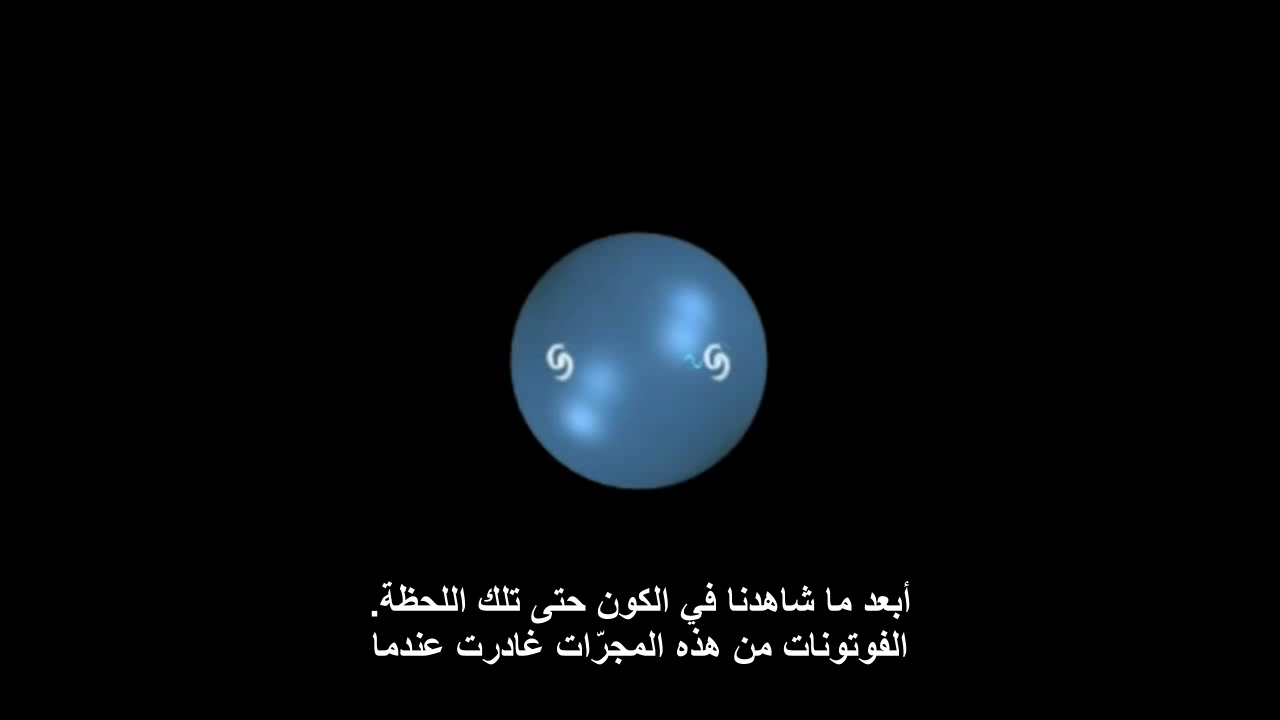 أبعد ما شاهدنا في الكون حتى تلك اللحظة.
الفوتونات من هذه المجرّات غادرت عندما